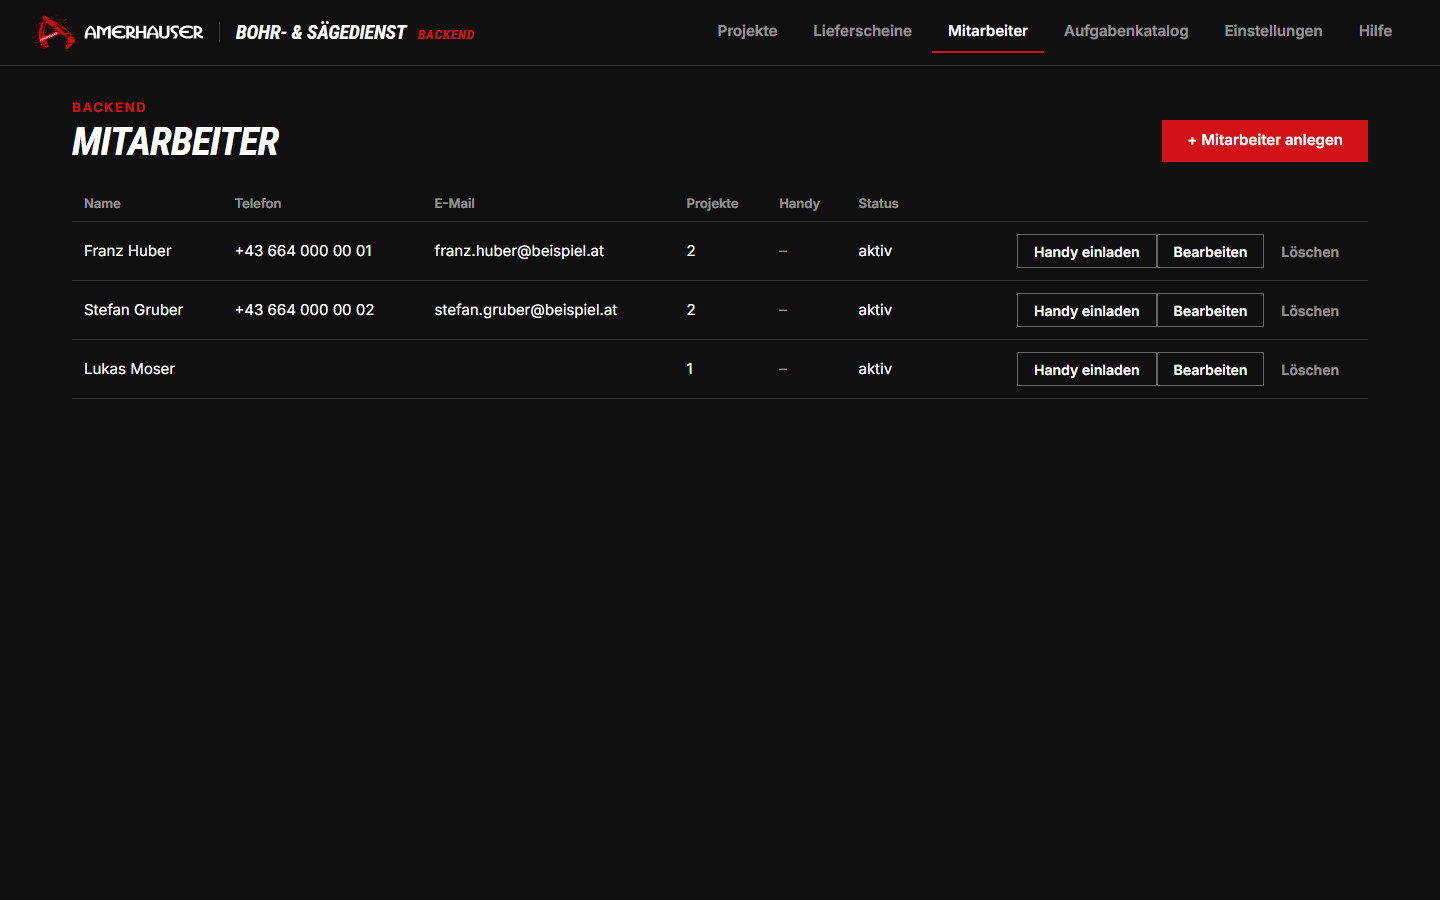 AMERHAUSER BOHR- & SÄGEDIENST BACKEND Projekte Lieferscheine Mitarbeiter Aufgabenkatalog Einstellungen Hilfe
BACKEND
MITARBEITER
+ Mitarbeiter anlegen
Name Telefon E-Mail Projekte Handy Status
Franz Huber +43 664 000 00 01 franz.huber@beispiel.at 2 – aktiv Handy einladen Bearbeiten Löschen
Stefan Gruber +43 664 000 00 02 stefan.gruber@beispiel.at 2 – aktiv Handy einladen Bearbeiten Löschen
Lukas Moser 1 – aktiv Handy einladen Bearbeiten Löschen